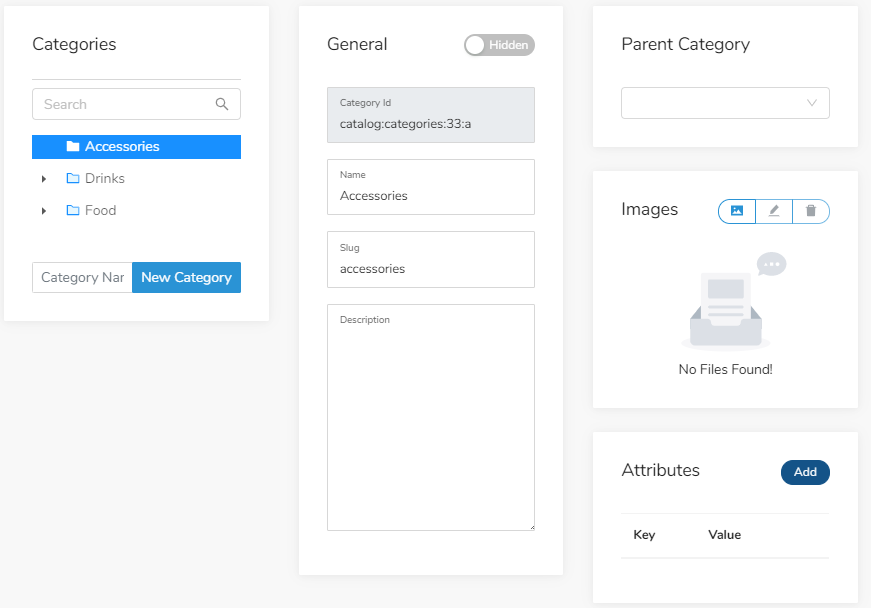 Categories
Search
Accessories
Drinks
Food
Category Nar
New Category
General
Hidden
Category Id
catalog:categories:33:a
Name
Accessories
Slug
accessories
Description
Parent Category
Images
No Files Found!
Attributes
Add
Key Value